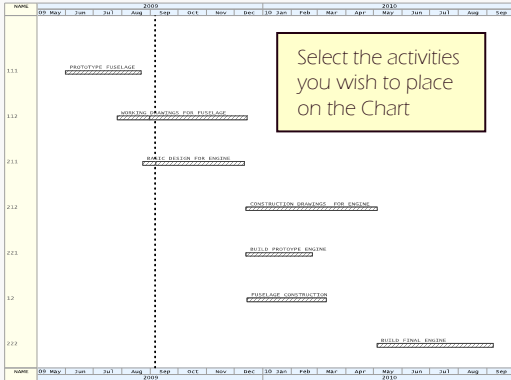 NAME 2009 2010
09 May Jun Jul Aug Sep Oct Nov Dec 10 Jan Feb Mar Apr May Jun Jul Aug Sep
Select the activities
you wish to place
on the Chart
PROTOTYPE FUSELAGE
111
WORKING DRAWINGS FOR FUSELAGE
112
BASIC DESIGN FOR ENGINE
211
CONSTRUCTION DRAWINGS FOR ENGINE
212
BUILD PROTOYPE ENGINE
221
FUSELAGE CONSTRUCTION
12
BUILD FINAL ENGINE
222
NAME 09 May Jun Jul Aug Sep Oct Nov Dec 10 Jan Feb Mar Apr May Jun Jul Aug Sep
2009 2010